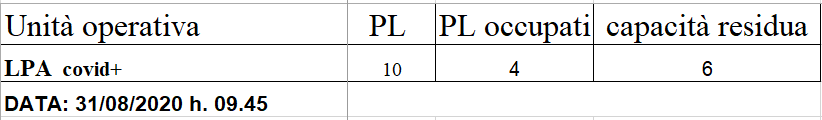 Unità operativa PL PL occupati capacità residua
LPA covid+ 10 4 6
DATA: 31/08/2020 h. 09.45